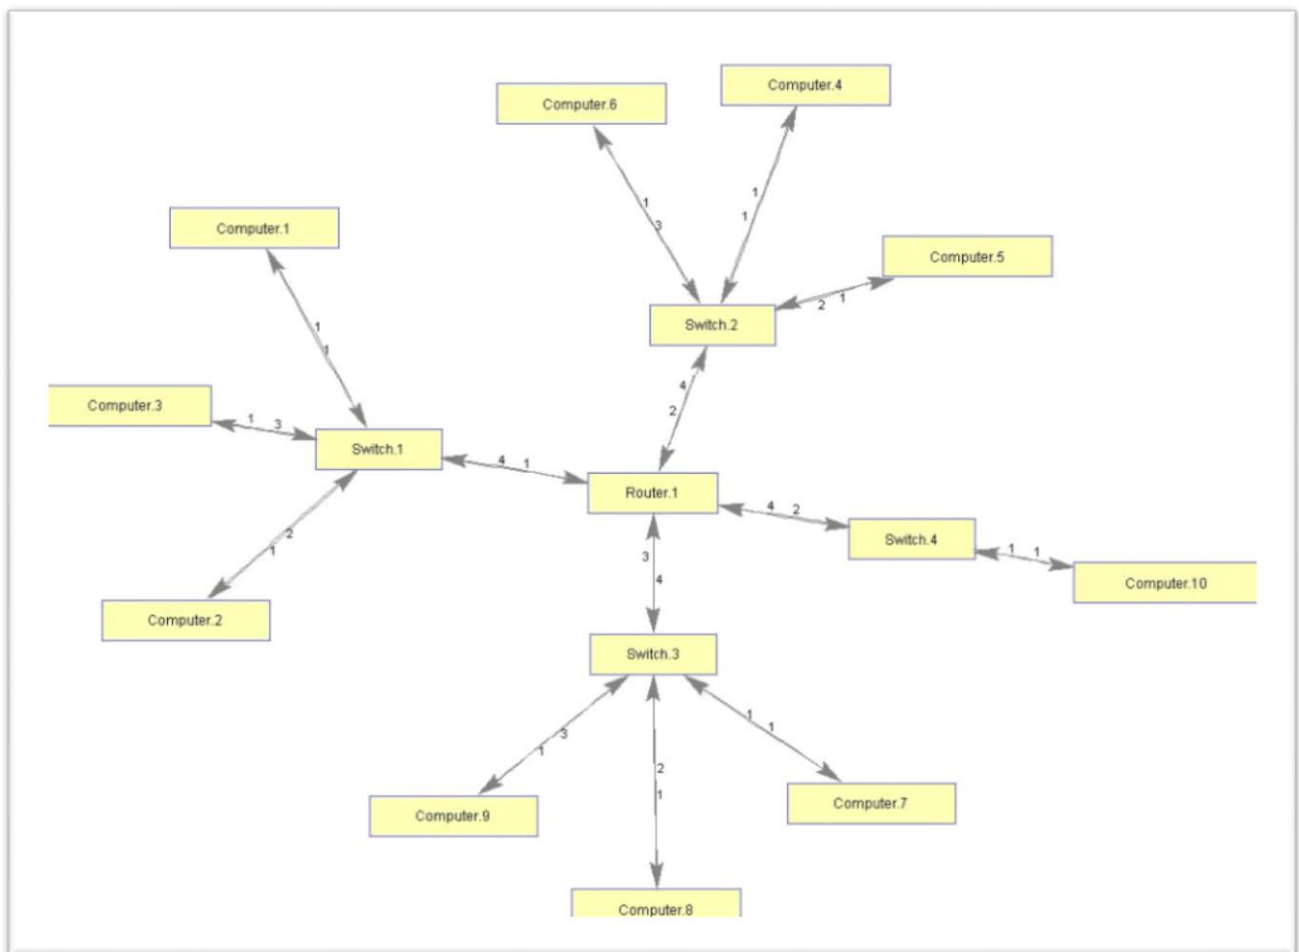 Computer.4
Computer.6
1
1
3
1
Computer.1
Computer.5
2 1
Switch.2
1
1
4
2
Computer.3
1 3
Switch.1
4 1
Router.1
4 2
Switch.4
1 1
Computer.10
2
1
3
4
Computer.2
Switch.3
1
1
3
1
2
1
Computer.7
Computer.9
Computer.8